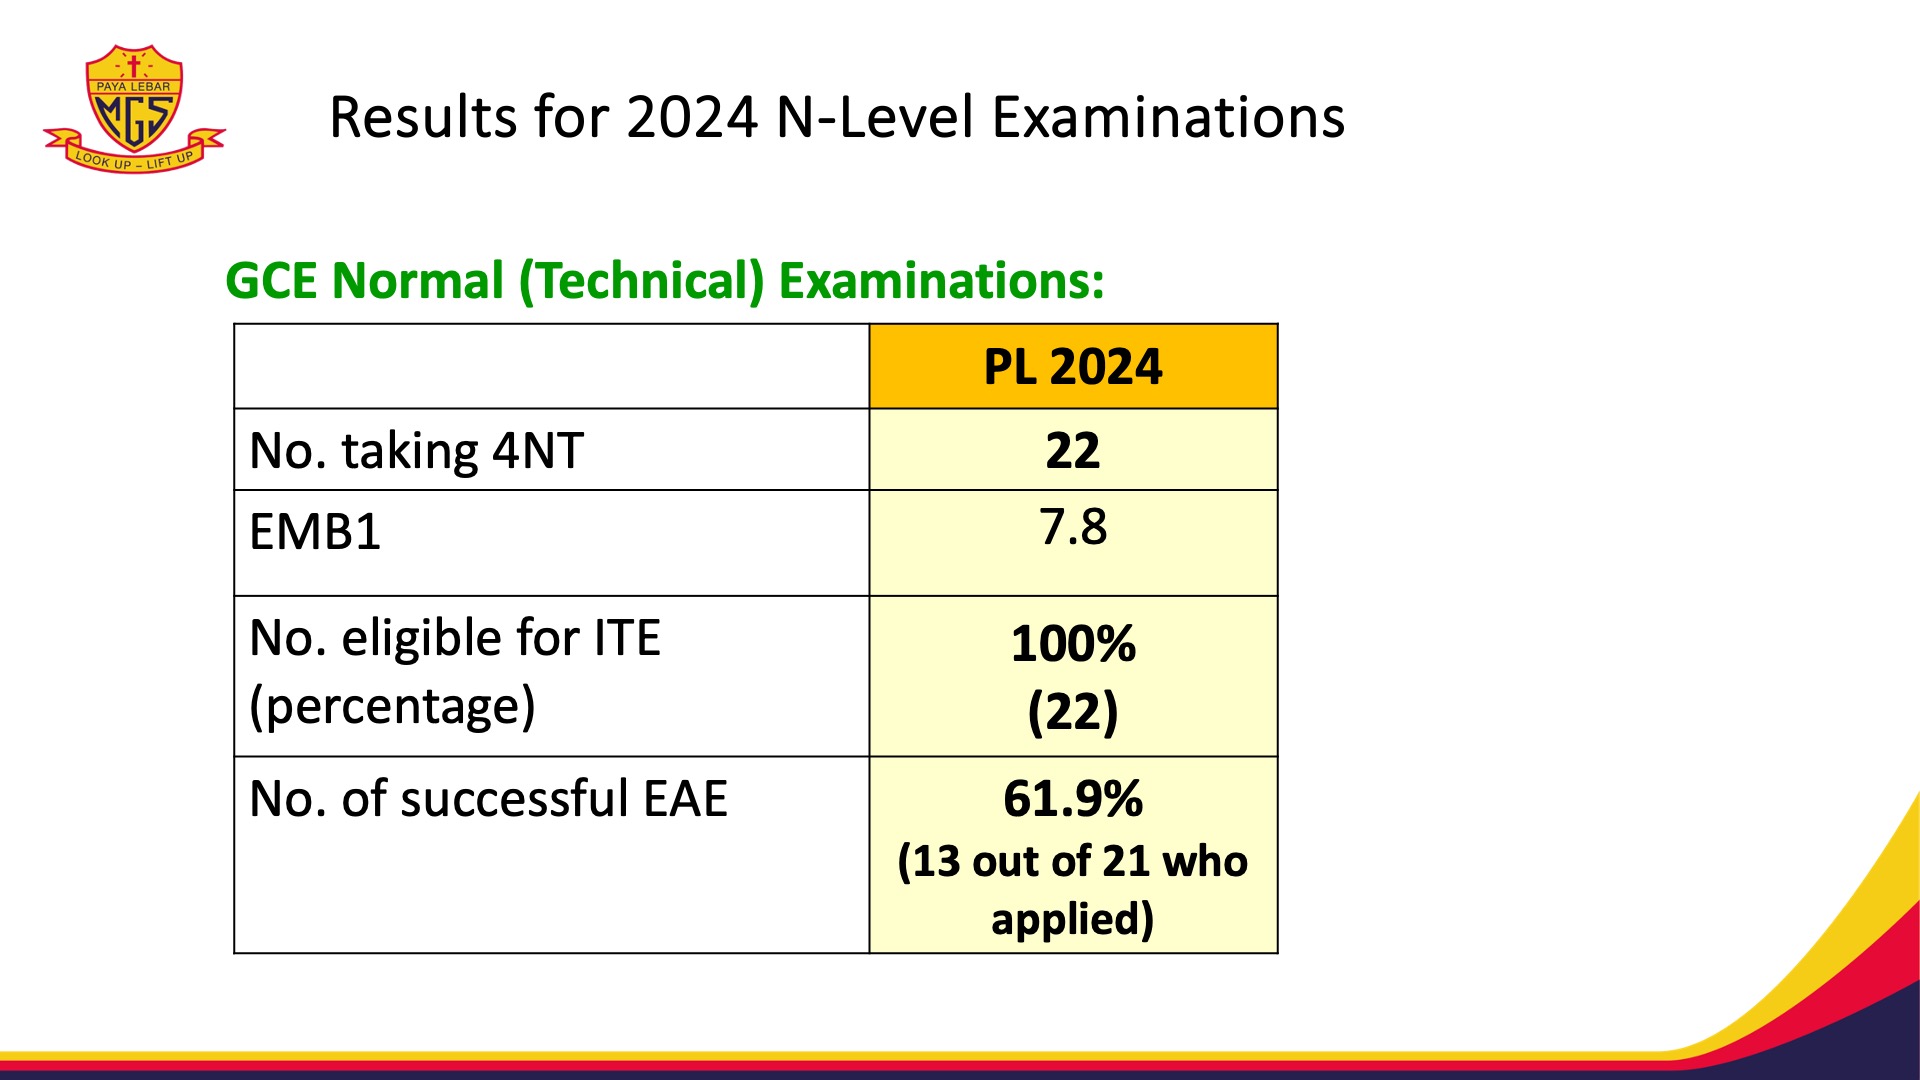 PAYA LEBAR
MGS
LOOK UP – LIFT UP
Results for 2024 N-Level Examinations
GCE Normal (Technical) Examinations:
PL 2024
No. taking 4NT
22
EMB1
7.8
No. eligible for ITE
(percentage)
100%
(22)
No. of successful EAE
61.9%
(13 out of 21 who
applied)